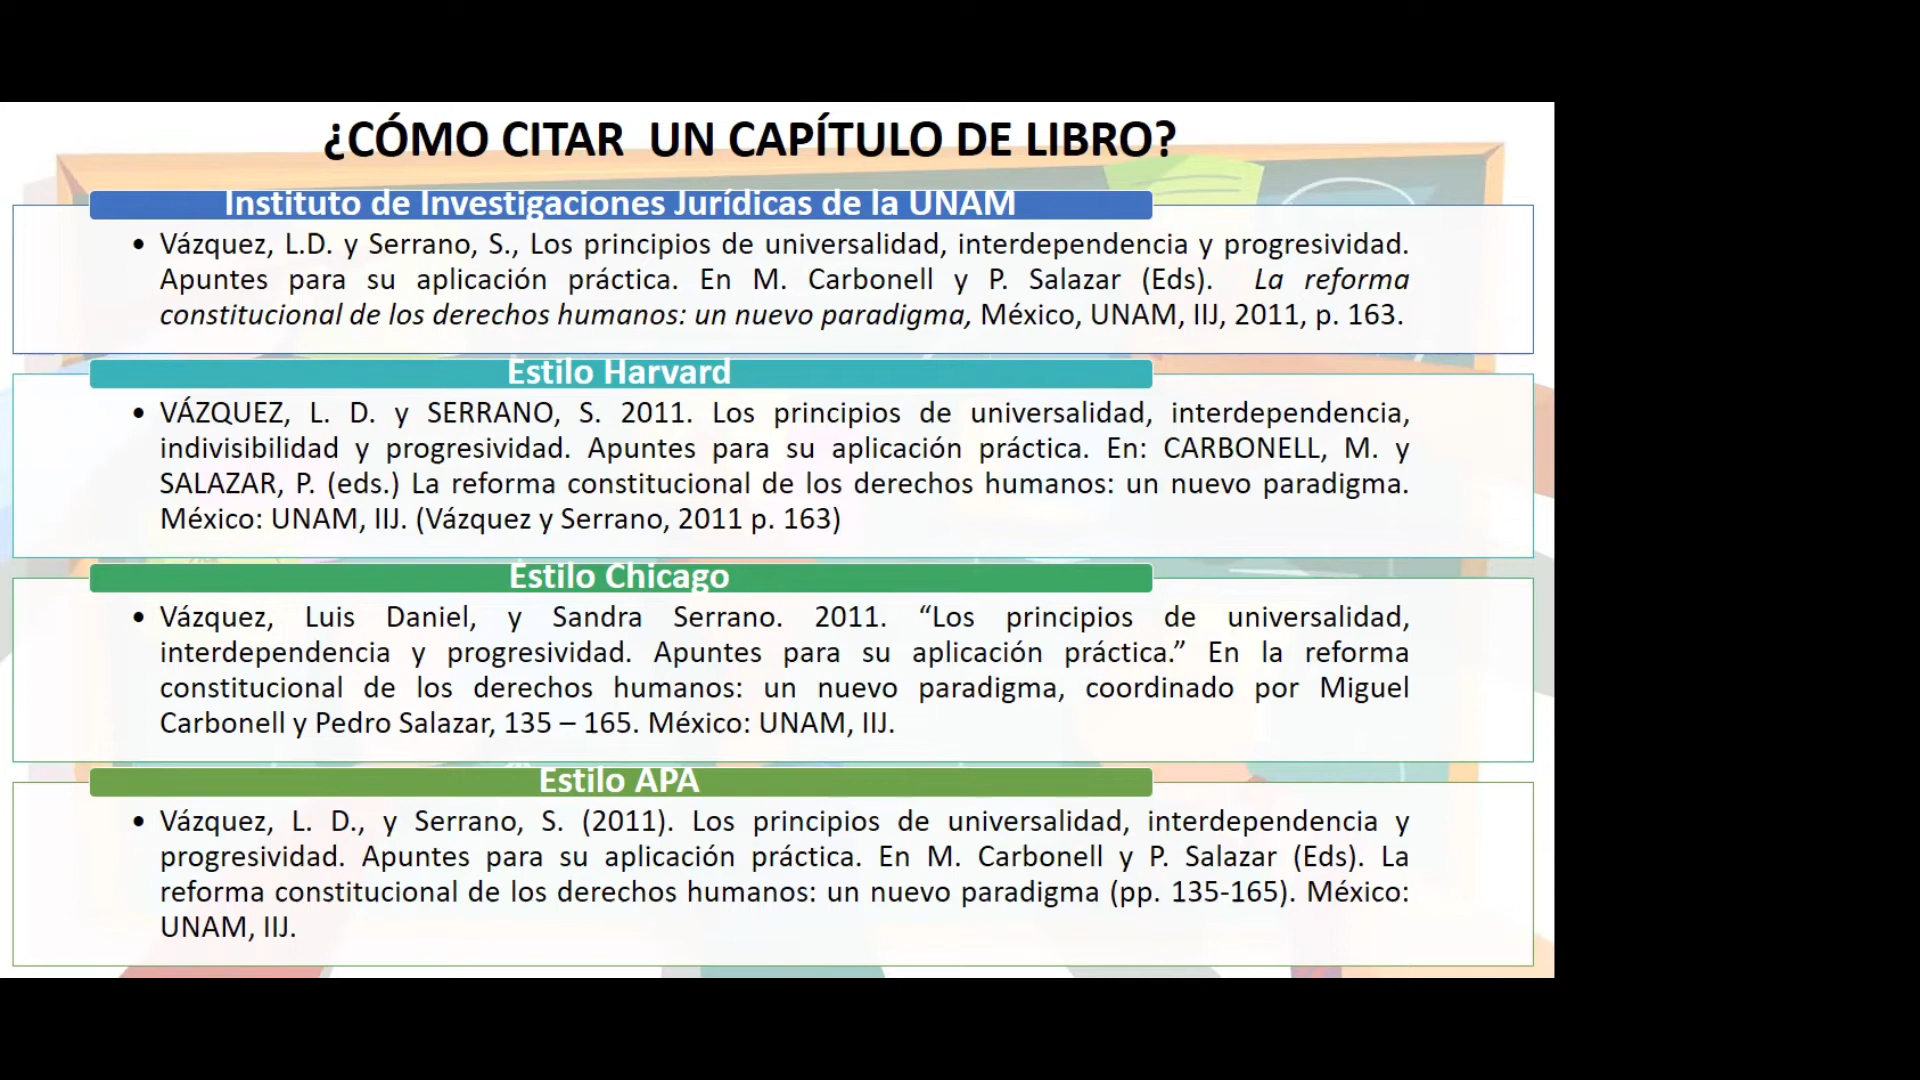 ¿CÓMO CITAR UN CAPÍTULO DE LIBRO?
Instituto de Investigaciones Jurídicas de la UNAM
• Vázquez, L.D. y Serrano, S., Los principios de universalidad, interdependencia y progresividad.
Apuntes para su aplicación práctica. En M. Carbonell y P. Salazar (Eds). La reforma
constitucional de los derechos humanos: un nuevo paradigma, México, UNAM, IIJ, 2011, p. 163.
Estilo Harvard
• VÁZQUEZ, L. D. y SERRANO, S. 2011. Los principios de universalidad, interdependencia,
indivisibilidad y progresividad. Apuntes para su aplicación práctica. En: CARBONELL, M. y
SALAZAR, P. (eds.) La reforma constitucional de los derechos humanos: un nuevo paradigma.
México: UNAM, IIJ. (Vázquez y Serrano, 2011 p. 163)
Estilo Chicago
• Vázquez, Luis Daniel, y Sandra Serrano. 2011. “Los principios de universalidad,
interdependencia y progresividad. Apuntes para su aplicación práctica.” En la reforma
constitucional de los derechos humanos: un nuevo paradigma, coordinado por Miguel
Carbonell y Pedro Salazar, 135 – 165. México: UNAM, IIJ.
Estilo APA
• Vázquez, L. D., y Serrano, S. (2011). Los principios de universalidad, interdependencia y
progresividad. Apuntes para su aplicación práctica. En M. Carbonell y P. Salazar (Eds). La
reforma constitucional de los derechos humanos: un nuevo paradigma (pp. 135-165). México:
UNAM, IIJ.